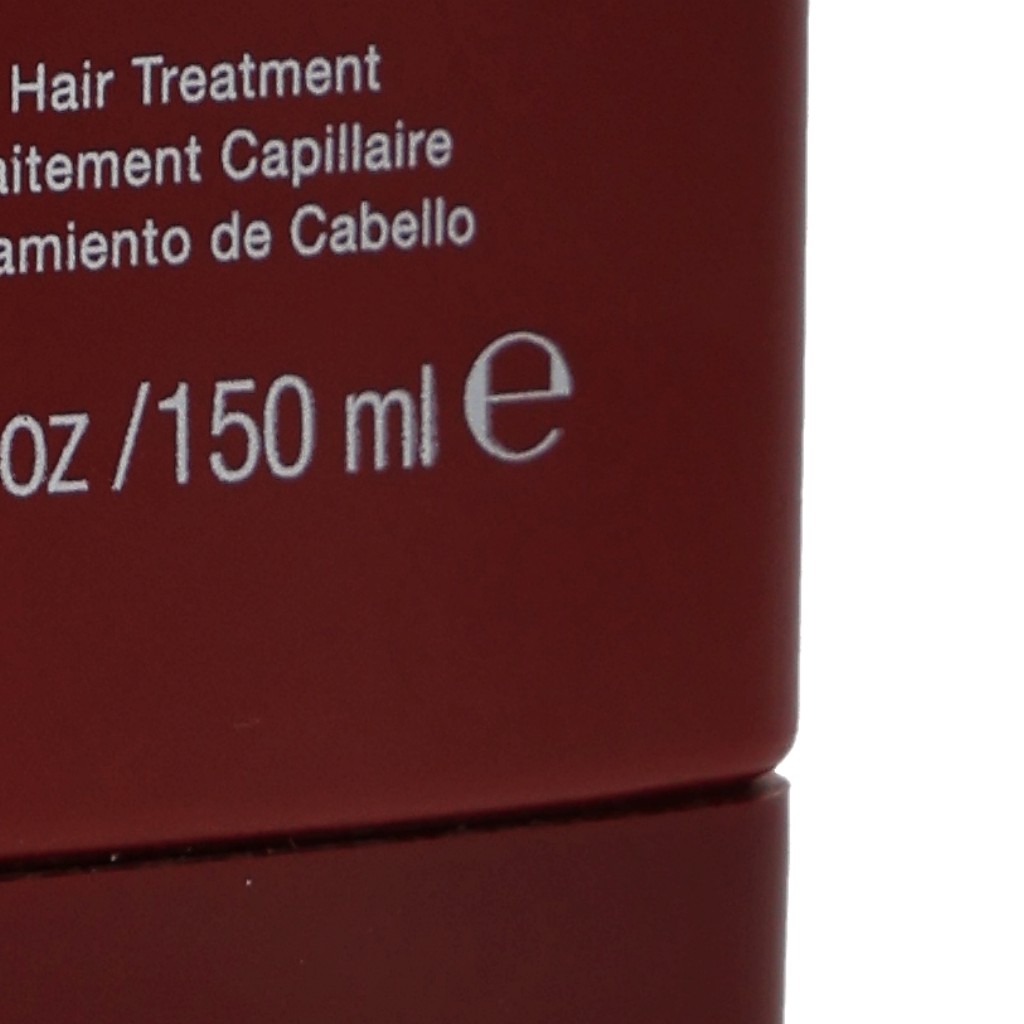 Hair Treatment
aitement Capillaire
amiento de Cabello
oz /150 ml e